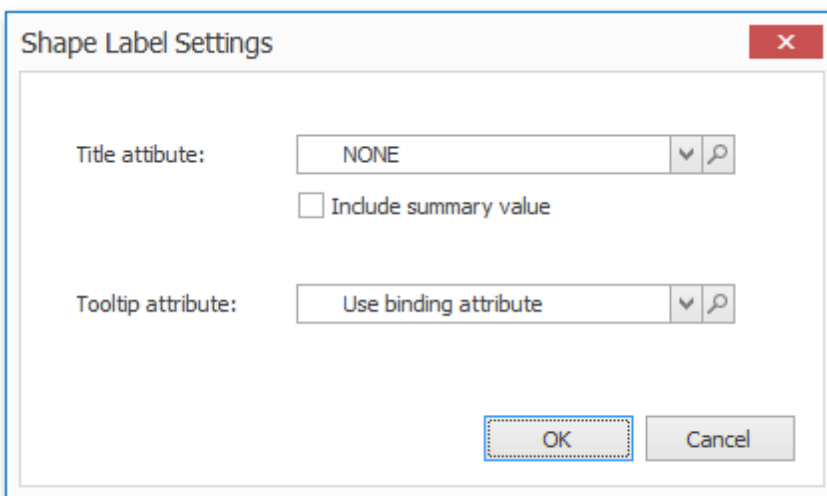 Shape Label Settings
Title attibute: NONE
Include summary value
Tooltip attribute: Use binding attribute
OK Cancel